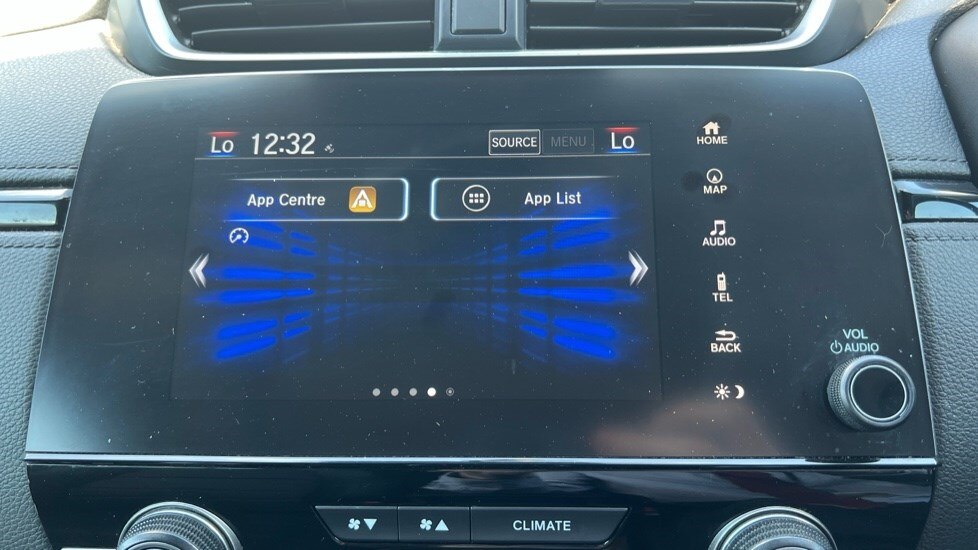 Lo 12:32 SOURCE MENU Lo
App Centre App List
HOME
MAP
AUDIO
TEL
BACK
VOL
AUDIO
CLIMATE